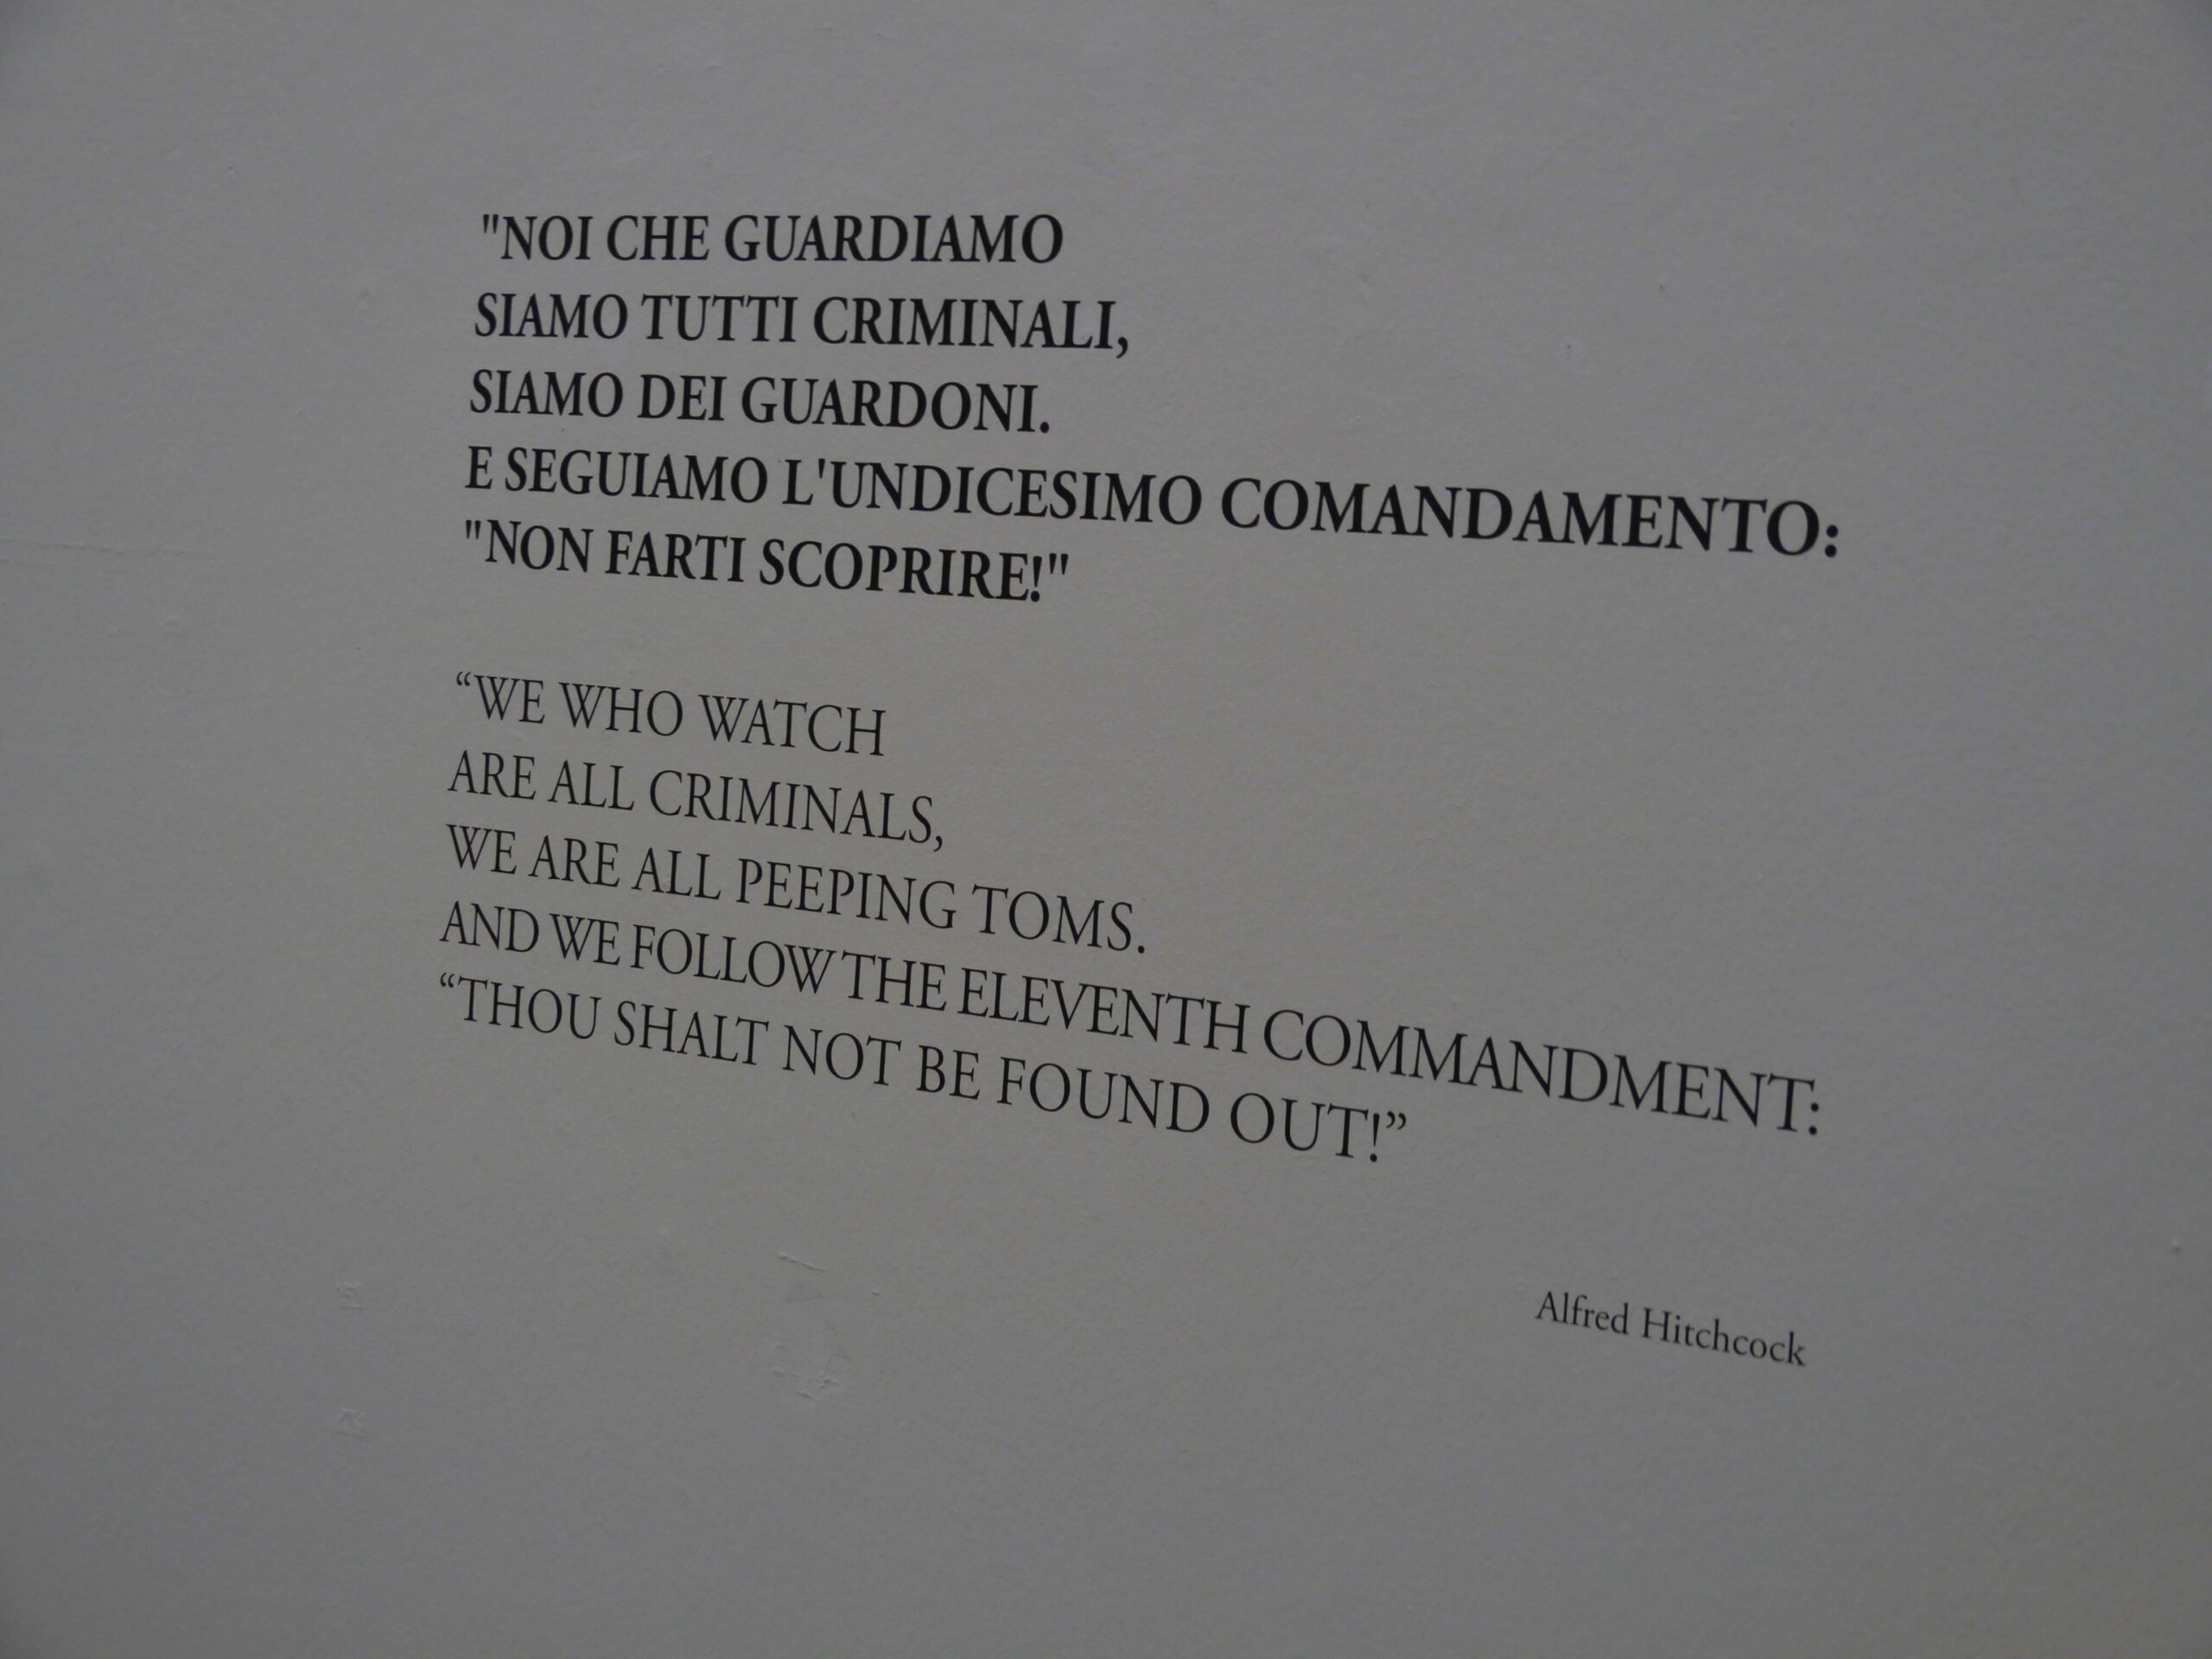 "NOI CHE GUARDIAMO
SIAMO TUTTI CRIMINALI,
SIAMO DEI GUARDONI.
E SEGUIAMO L'UNDICESIMO COMANDAMENTO:
"NON FARTI SCOPRIRE!"
“WE WHO WATCH
ARE ALL CRIMINALS,
WE ARE ALL PEEPING TOMS.
AND WE FOLLOW THE ELEVENTH COMMANDMENT:
“THOU SHALT NOT BE FOUND OUT!”
Alfred Hitchcock